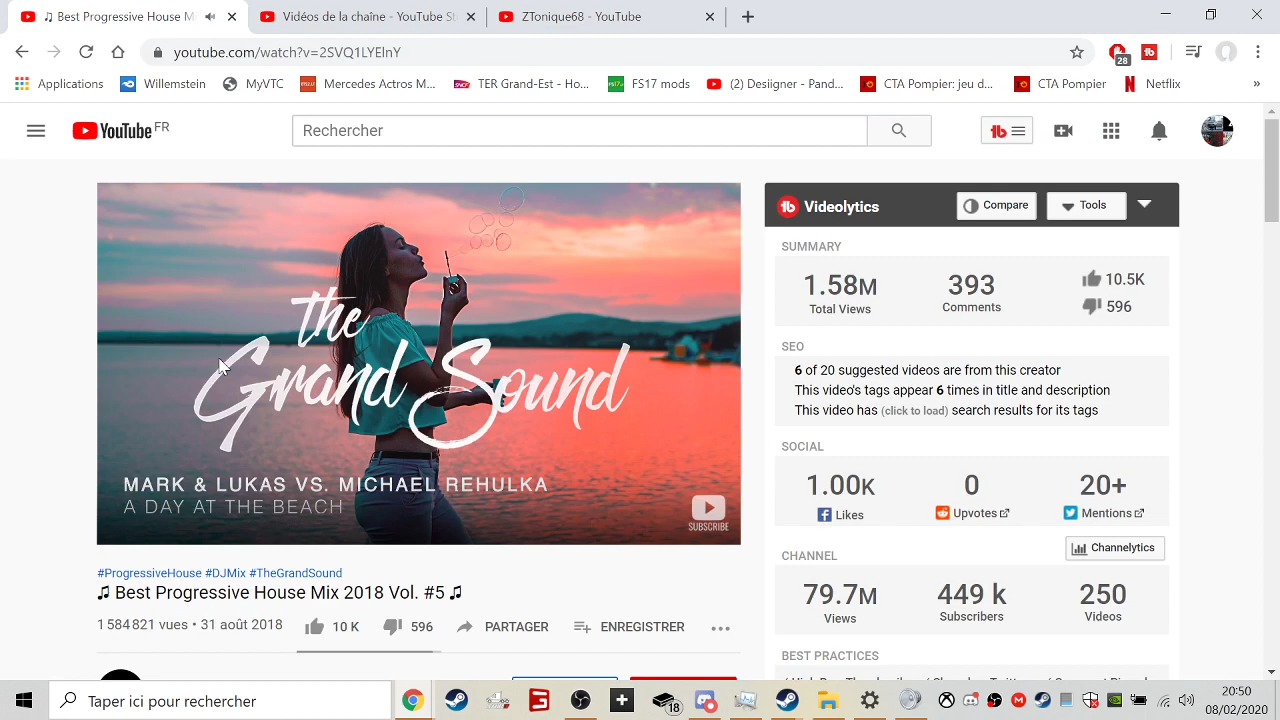 ♫ Best Progressive House Mix
Vidéos de la chaîne - YouTube S
ZTonique68 - YouTube
youtube.com/watch?v=2SVQ1LYElnY
28
Applications
Willemstein
MyVTC
Mercedes Actros M...
TER Grand-Est - Ho...
FS17 mods
(2) Desiigner - Pand...
CTA Pompier: jeu d...
CTA Pompier
Netflix
»
YouTube FR
Rechercher
Videolytics
Compare
Tools
SUMMARY
1.58M
Total Views
393
Comments
10.5K
596
SEO
6 of 20 suggested videos are from this creator
This video's tags appear 6 times in title and description
This video has (click to load) search results for its tags
SOCIAL
1.00K
Likes
0
Upvotes
20+
Mentions
CHANNEL
Channelytics
79.7M
Views
449 k
Subscribers
250
Videos
BEST PRACTICES
the
Grand Sound
MARK & LUKAS VS. MICHAEL REHULKA
A DAY AT THE BEACH
SUBSCRIBE
#ProgressiveHouse #DJMix #TheGrandSound
♫ Best Progressive House Mix 2018 Vol. #5 ♫
1 584 821 vues • 31 août 2018
10 K
596
PARTAGER
ENREGISTRER
Taper ici pour rechercher
18
20:50
08/02/2020